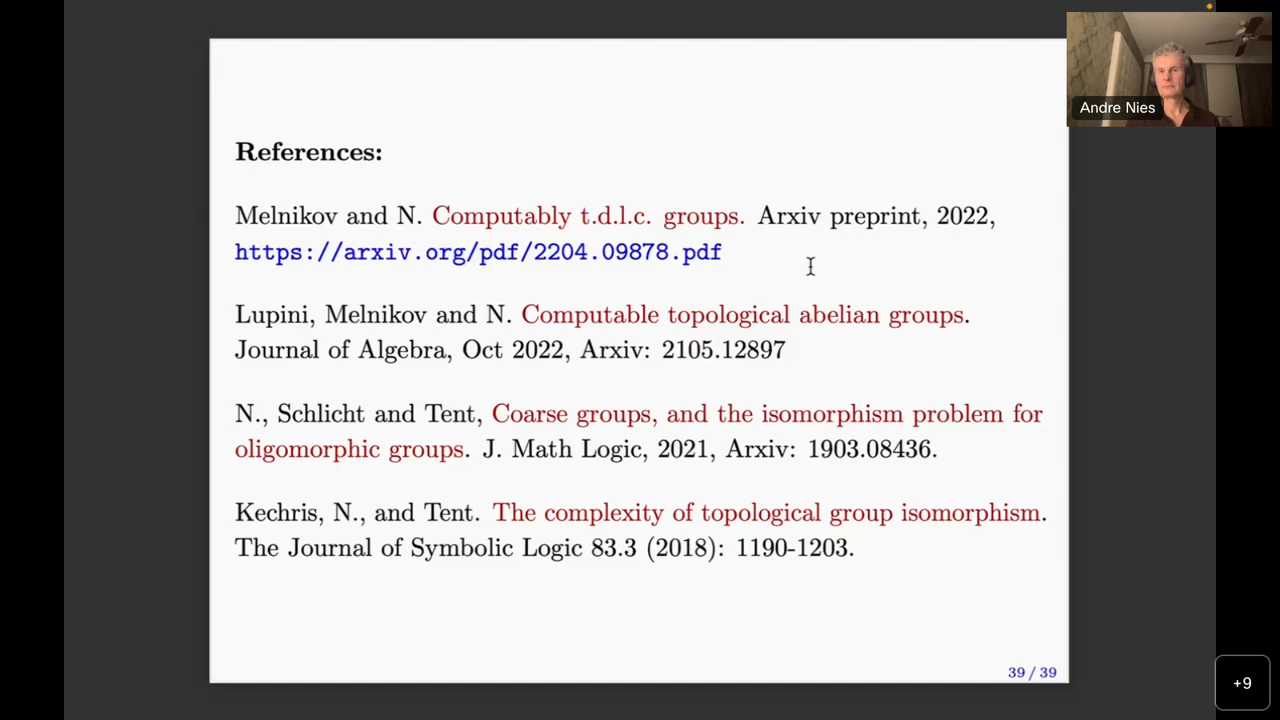 Andre Nies
References:
Melnikov and N. Computably t.d.l.c. groups. Arxiv preprint, 2022,
https://arxiv.org/pdf/2204.09878.pdf
Lupini, Melnikov and N. Computable topological abelian groups.
Journal of Algebra, Oct 2022, Arxiv: 2105.12897
N., Schlicht and Tent, Coarse groups, and the isomorphism problem for
oligomorphic groups. J. Math Logic, 2021, Arxiv: 1903.08436.
Kechris, N., and Tent. The complexity of topological group isomorphism.
The Journal of Symbolic Logic 83.3 (2018): 1190-1203.
39 / 39
+9